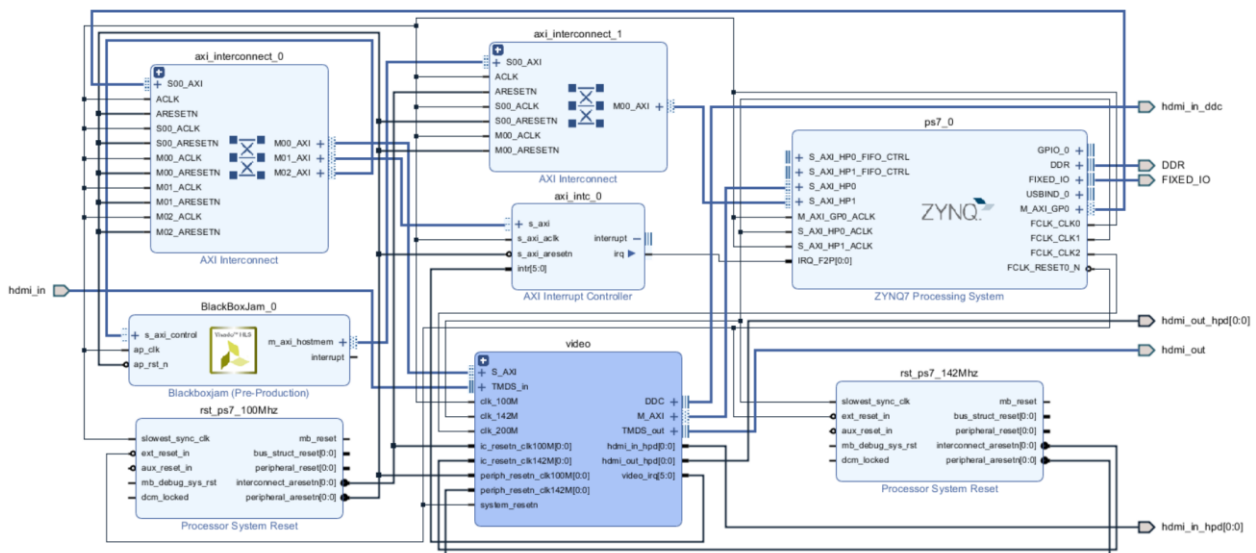 axi_interconnect_0
S00_AXI
ACLK
ARESETN
S00_ACLK
S00_ARESETN
M00_ACLK
M00_ARESETN
M01_ACLK
M01_ARESETN
M02_ACLK
M02_ARESETN
M00_AXI
M01_AXI
M02_AXI
AXI Interconnect
axi_interconnect_1
S00_AXI
ACLK
ARESETN
S00_ACLK
S00_ARESETN
M00_ACLK
M00_ARESETN
M00_AXI
AXI Interconnect
axi_intc_0
s_axi
s_axi_aclk
s_axi_aresetn
intr[5:0]
interrupt
irq
AXI Interrupt Controller
ps7_0
S_AXI_HP0_FIFO_CTRL
S_AXI_HP1_FIFO_CTRL
S_AXI_HP0
S_AXI_HP1
M_AXI_GP0_ACLK
S_AXI_HP0_ACLK
S_AXI_HP1_ACLK
IRQ_F2P[0:0]
ZYNQ
GPIO_0
DDR
FIXED_IO
USBIND_0
M_AXI_GP0
FCLK_CLK0
FCLK_CLK1
FCLK_CLK2
FCLK_RESET0_N
ZYNQ7 Processing System
hdmi_in_ddc
DDR
FIXED_IO
hdmi_in
BlackBoxJam_0
s_axi_control
ap_clk
ap_rst_n
m_axi_hostmem
interrupt
Blackboxjam (Pre-Production)
rst_ps7_100Mhz
slowest_sync_clk
ext_reset_in
aux_reset_in
mb_debug_sys_rst
dcm_locked
mb_reset
bus_struct_reset[0:0]
peripheral_reset[0:0]
interconnect_aresetn[0:0]
peripheral_aresetn[0:0]
Processor System Reset
video
S_AXI
TMDS_in
clk_100M
clk_142M
clk_200M
ic_resetn_clk100M[0:0]
ic_resetn_clk142M[0:0]
periph_resetn_clk100M[0:0]
periph_resetn_clk142M[0:0]
system_resetn
DDC
M_AXI
TMDS_out
hdmi_in_hpd[0:0]
hdmi_out_hpd[0:0]
video_irq[5:0]
rst_ps7_142Mhz
slowest_sync_clk
ext_reset_in
aux_reset_in
mb_debug_sys_rst
dcm_locked
mb_reset
bus_struct_reset[0:0]
peripheral_reset[0:0]
interconnect_aresetn[0:0]
peripheral_aresetn[0:0]
Processor System Reset
hdmi_out_hpd[0:0]
hdmi_out
hdmi_in_hpd[0:0]